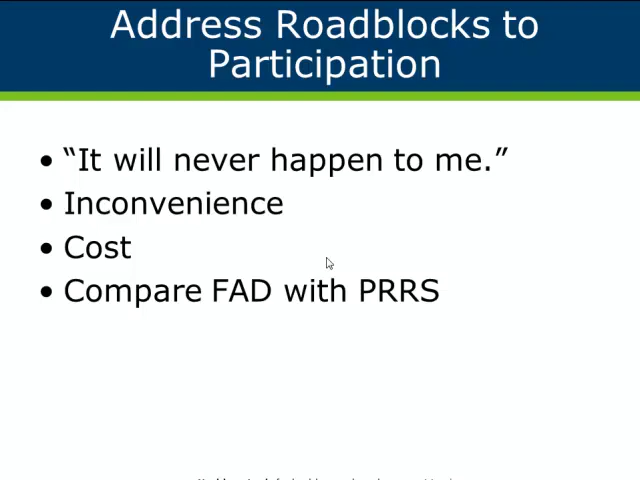 Address Roadblocks to
Participation
• “It will never happen to me.”
• Inconvenience
• Cost
• Compare FAD with PRRS